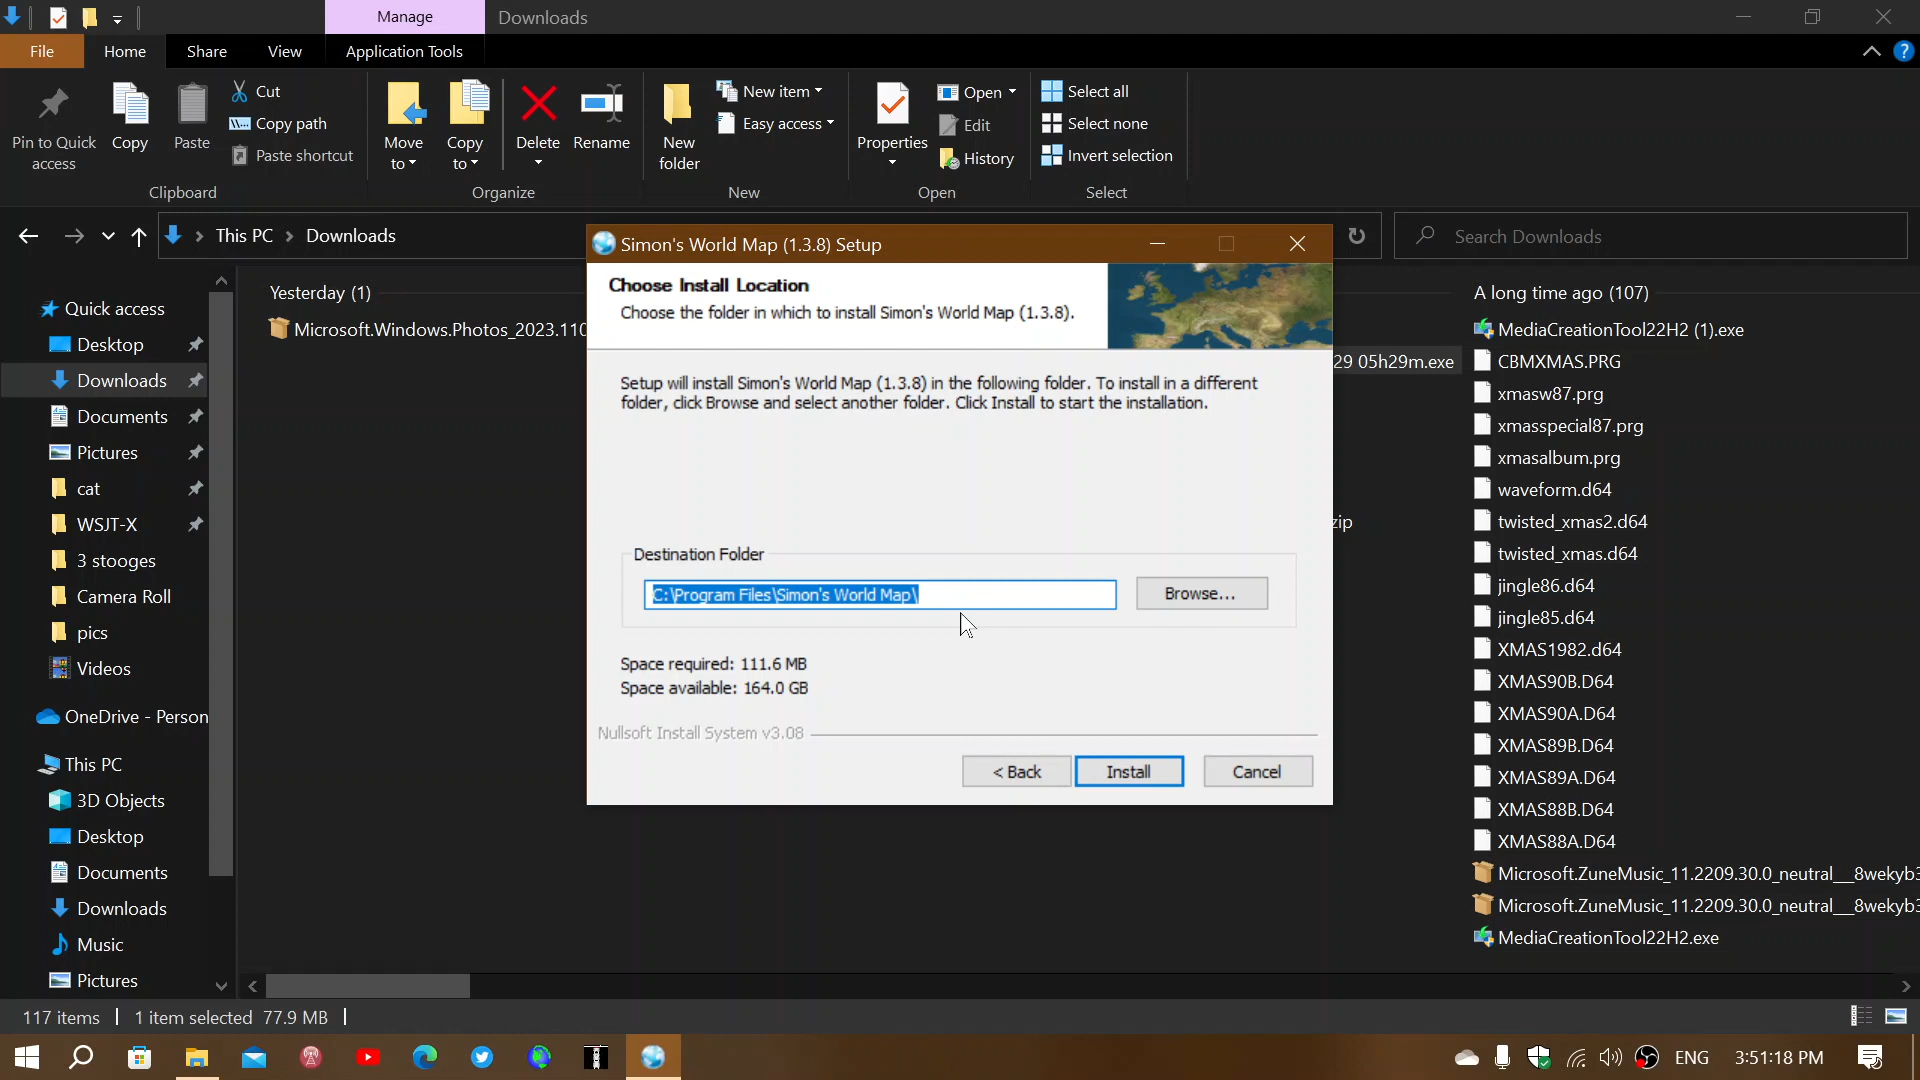 Manage
Downloads
File
Home
Share
View
Application Tools
Pin to Quick access
Copy
Paste
Cut
Copy path
Paste shortcut
Move to
Copy to
Delete
Rename
New folder
New item
Easy access
Properties
Open
Edit
History
Select all
Select none
Invert selection
Clipboard
Organize
New
Open
Select
This PC
Downloads
Search Downloads
Quick access
Desktop
Downloads
Documents
Pictures
cat
WSJT-X
3 stooges
Camera Roll
pics
Videos
OneDrive - Person
This PC
3D Objects
Desktop
Documents
Downloads
Music
Pictures
Yesterday (1)
Microsoft.Windows.Photos_2023.110
29 05h29m.exe
zip
Simon's World Map (1.3.8) Setup
Choose Install Location
Choose the folder in which to install Simon's World Map (1.3.8).
Setup will install Simon's World Map (1.3.8) in the following folder. To install in a different
folder, click Browse and select another folder. Click Install to start the installation.
Destination Folder
C:\Program Files\Simon's World Map\
Browse...
Space required: 111.6 MB
Space available: 164.0 GB
Nullsoft Install System v3.08
< Back
Install
Cancel
A long time ago (107)
MediaCreationTool22H2 (1).exe
CBMXMAS.PRG
xmasw87.prg
xmasspecial87.prg
xmasalbum.prg
waveform.d64
twisted_xmas2.d64
twisted_xmas.d64
jingle86.d64
jingle85.d64
XMAS1982.d64
XMAS90B.D64
XMAS90A.D64
XMAS89B.D64
XMAS89A.D64
XMAS88B.D64
XMAS88A.D64
Microsoft.ZuneMusic_11.2209.30.0_neutral__8wekyb3
Microsoft.ZuneMusic_11.2209.30.0_neutral__8wekyb3
MediaCreationTool22H2.exe
117 items
1 item selected 77.9 MB
ENG
3:51:18 PM